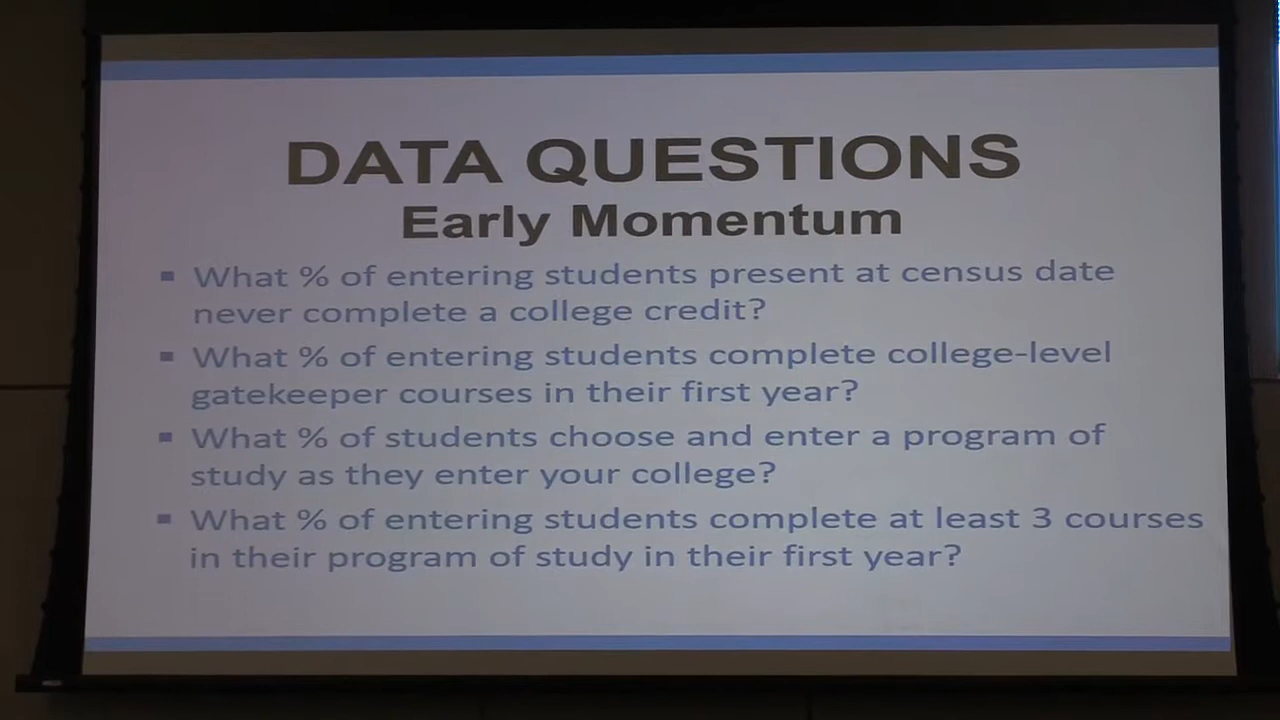 DATA QUESTIONS
Early Momentum
▪ What % of entering students present at census date
never complete a college credit?
▪ What % of entering students complete college-level
gatekeeper courses in their first year?
▪ What % of students choose and enter a program of
study as they enter your college?
▪ What % of entering students complete at least 3 courses
in their program of study in their first year?